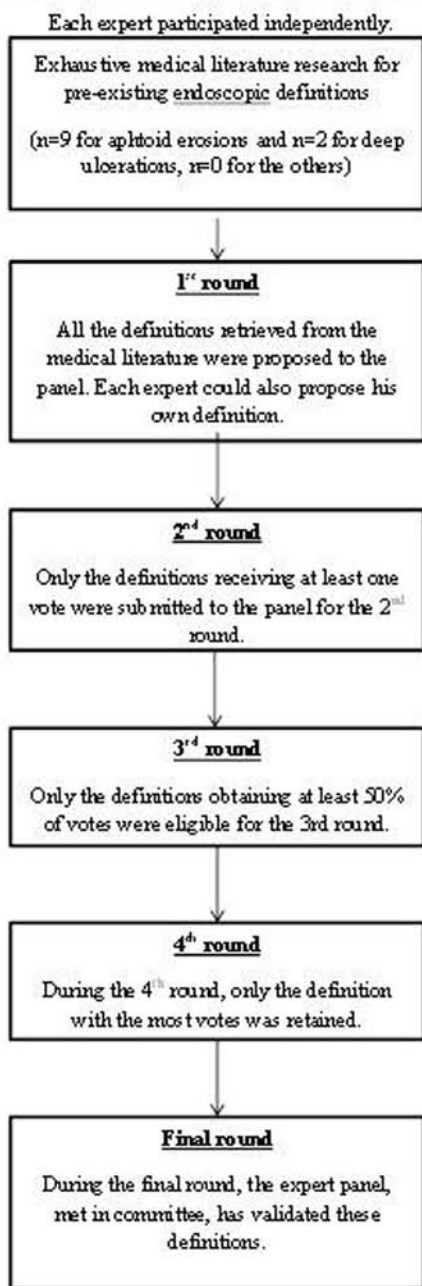 Each expert participated independently.
Exhaustive medical literature research for
pre-existing endoscopic definitions
(n=9 for aphtoid erosions and n=2 for deep
ulcerations, n=0 for the others)
1st round
All the definitions retrieved from the
medical literature were proposed to the
panel. Each expert could also propose his
own definition.
2nd round
Only the definitions receiving at least one
vote were submitted to the panel for the 2nd
round.
3rd round
Only the definitions obtaining at least 50%
of votes were eligible for the 3rd round.
4th round
During the 4th round, only the definition
with the most votes was retained.
Final round
During the final round, the expert panel,
met in committee, has validated these
definitions.